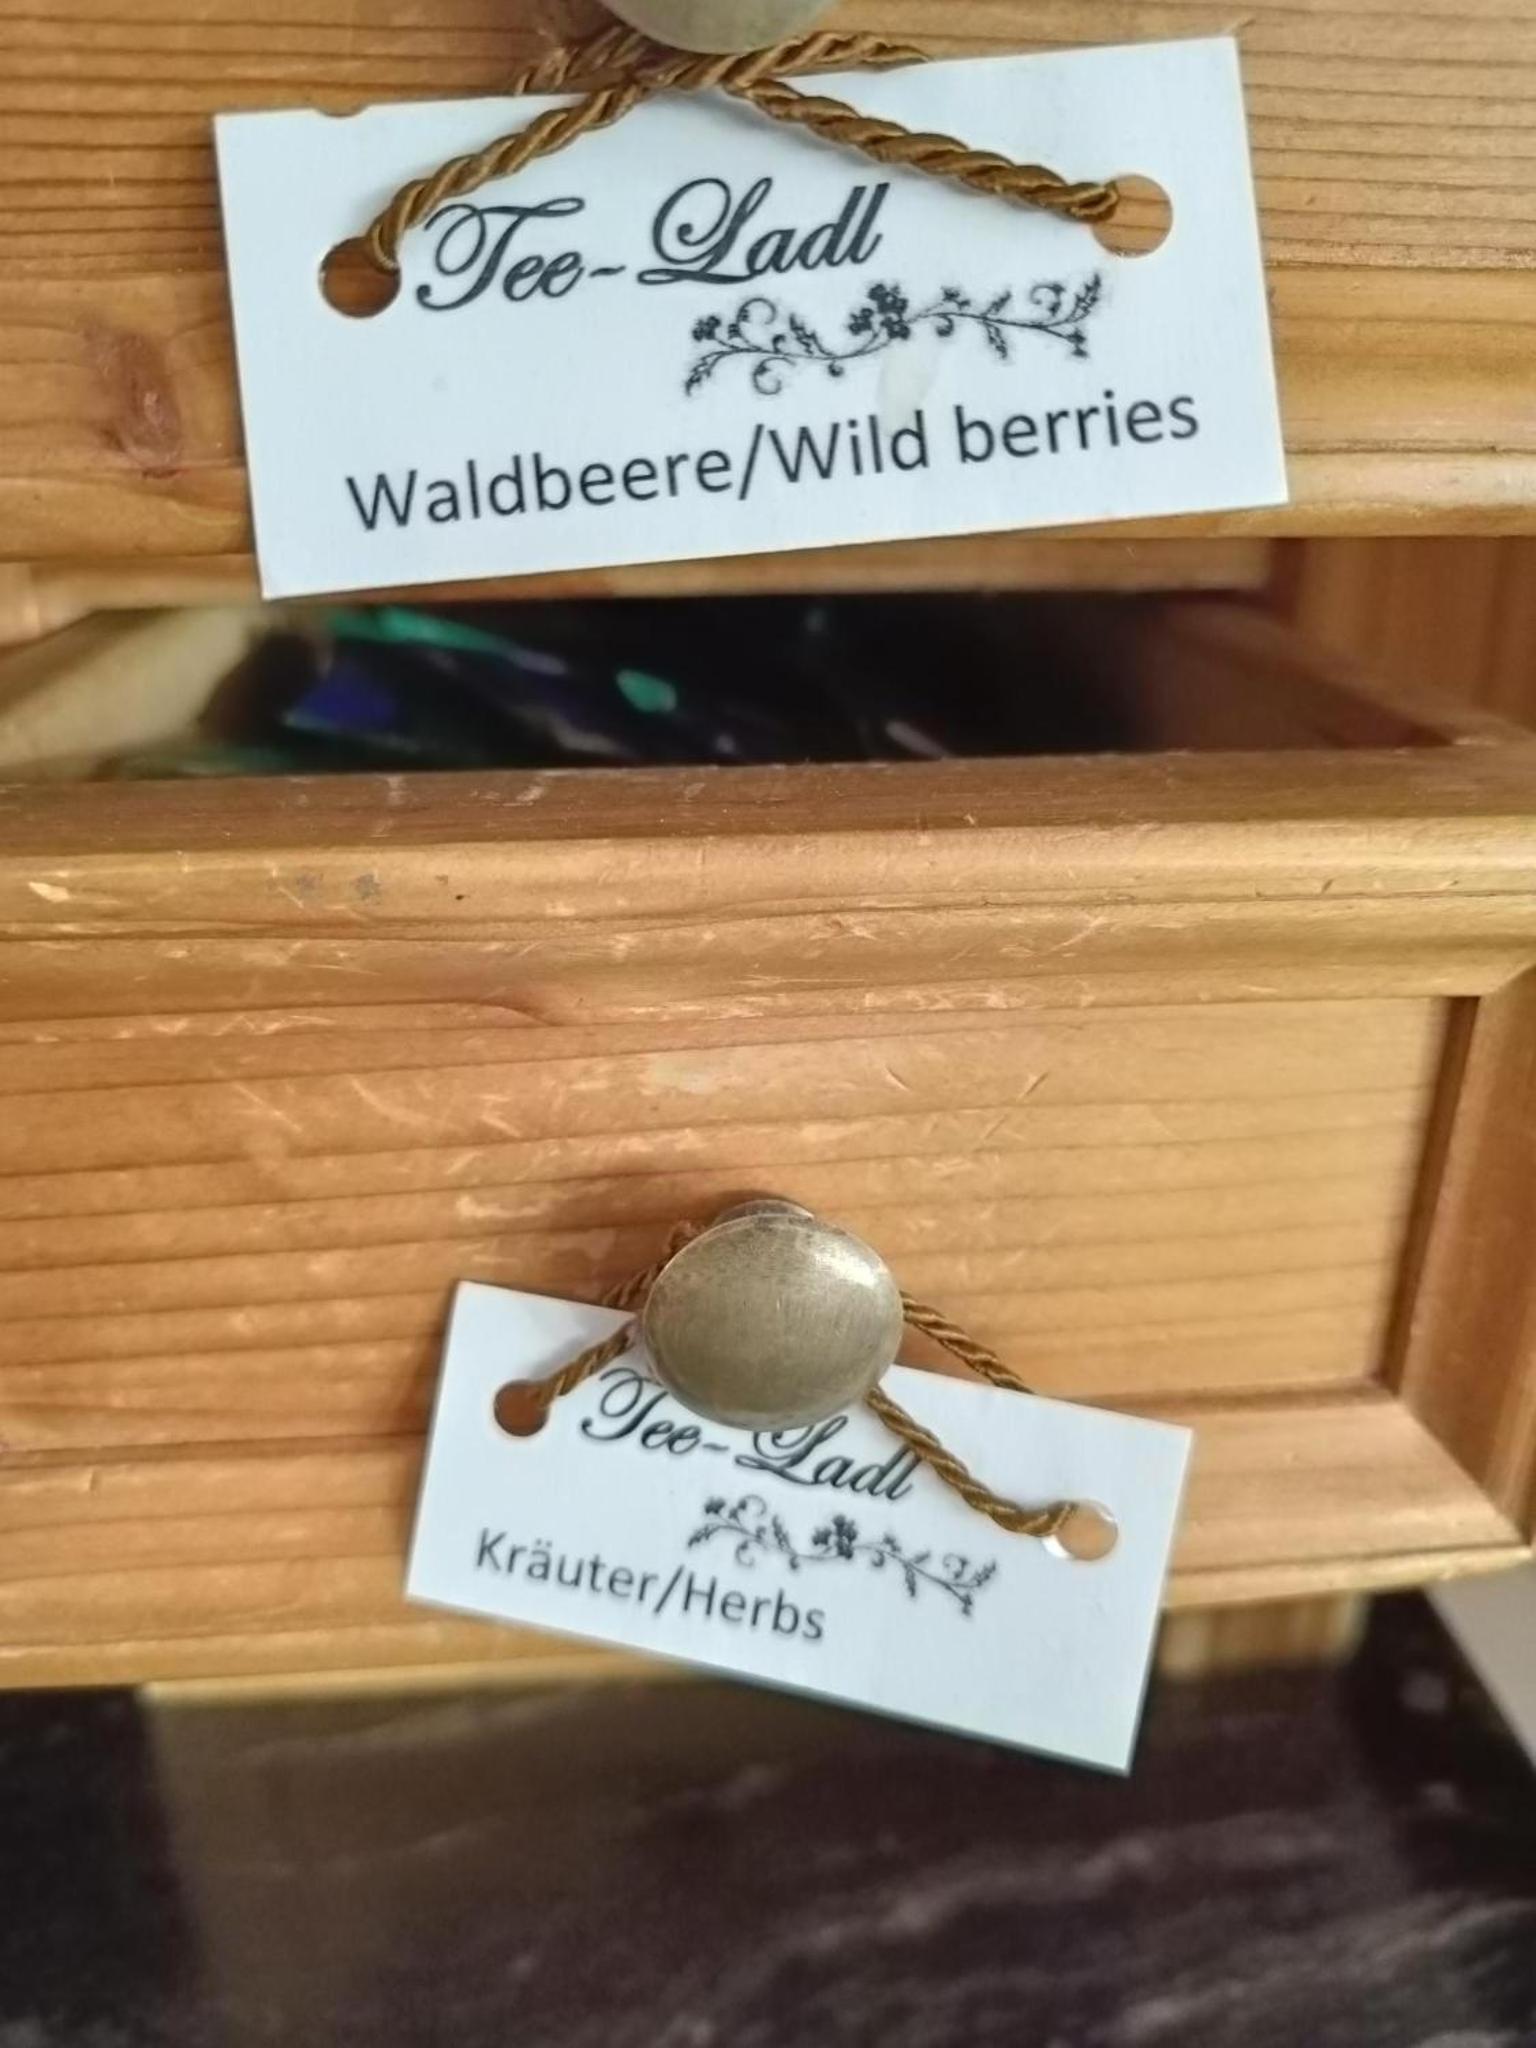 Tee-Ladl
Waldbeere/Wild berries
Tee-Ladl
Kräuter/Herbs